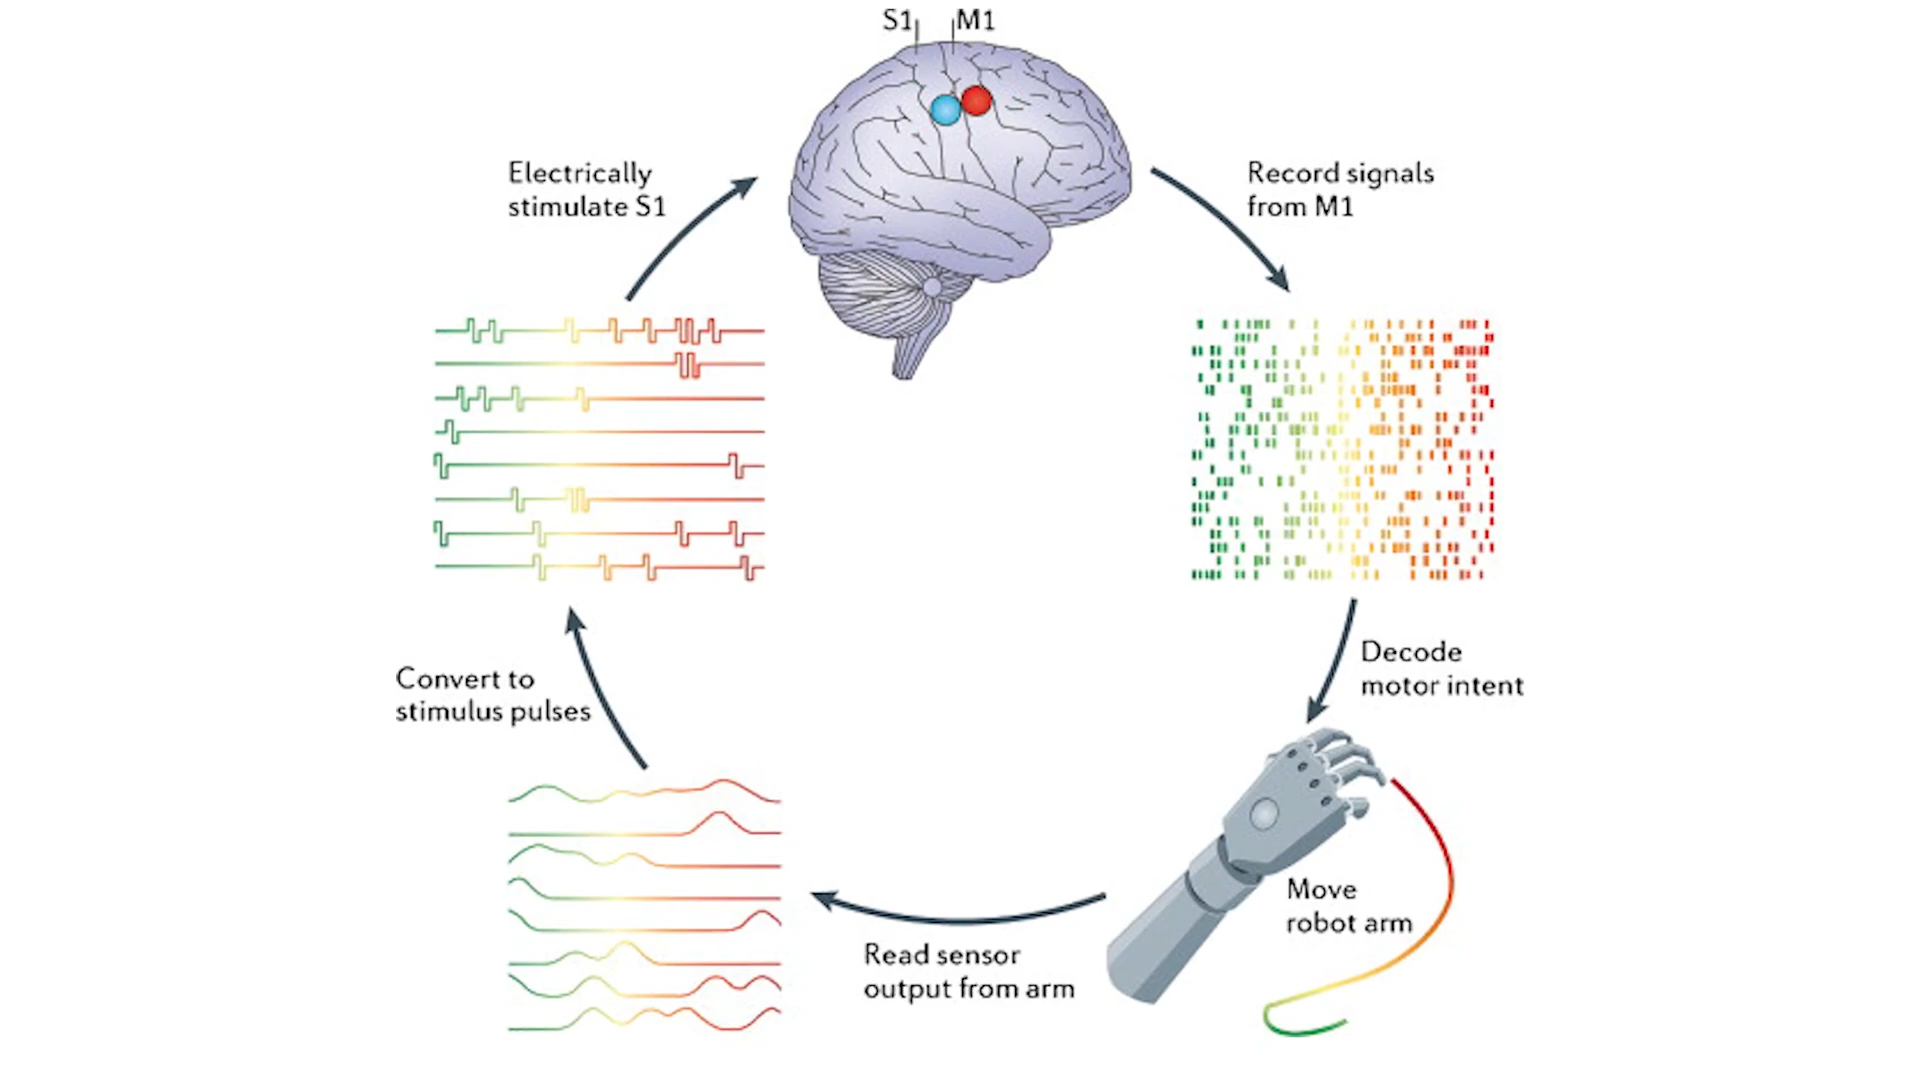 S1 M1
Electrically
stimulate S1
Record signals
from M1
Decode
motor intent
Convert to
stimulus pulses
Move
robot arm
Read sensor
output from arm